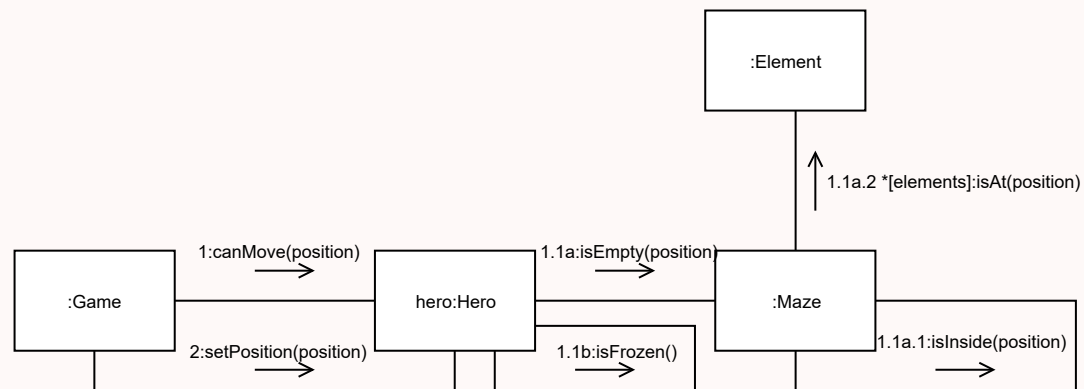 :Element
1.1a.2 *[elements]:isAt(position)
1:canMove(position)
1.1a:isEmpty(position)
:Game
hero:Hero
:Maze
2:setPosition(position)
1.1b:isFrozen()
1.1a.1:isInside(position)